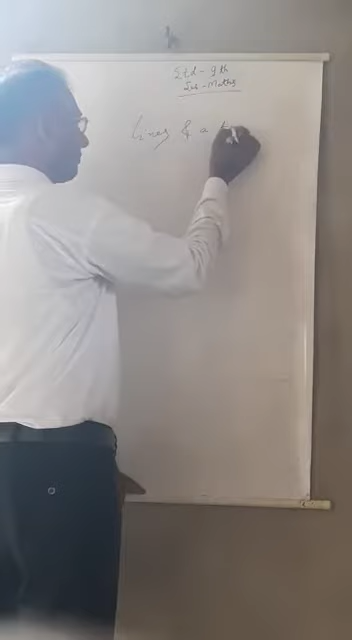 Std - 9th
Sub - Maths
lines & a